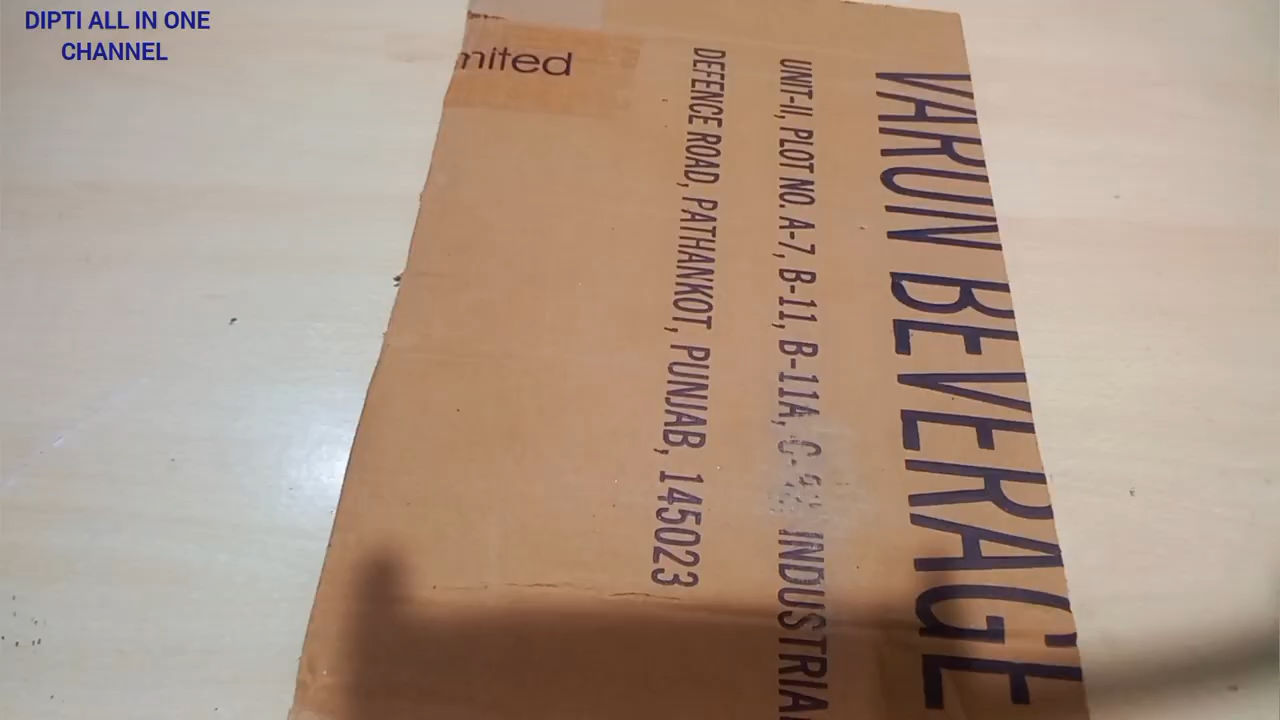 DIPTI ALL IN ONE
CHANNEL
mited
VARUN BEVERAGE
UNIT-II, PLOT NO. A-7, B-11, B-11A, INDUSTRIA
DEFENCE ROAD, PATHANKOT, PUNJAB, 145023